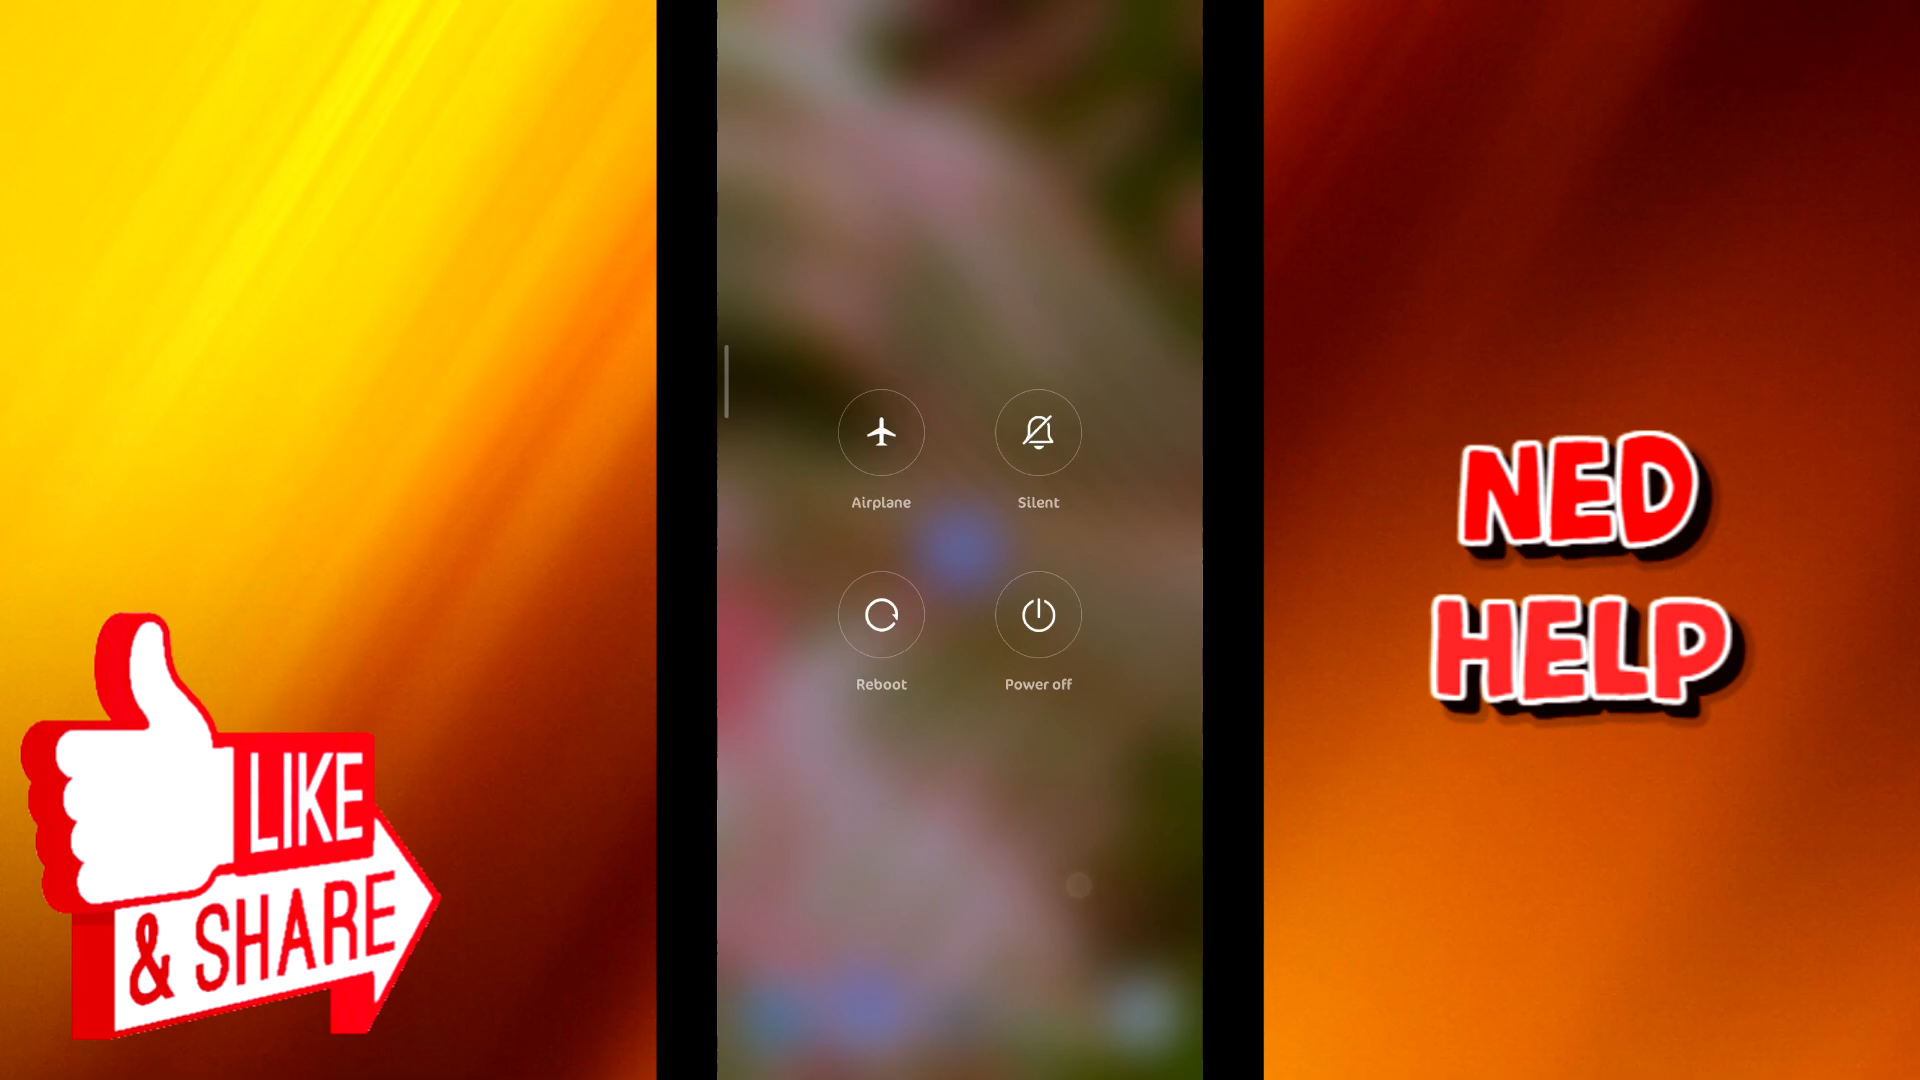 Airplane
Silent
Reboot
Power off
LIKE
& SHARE
NED
HELP